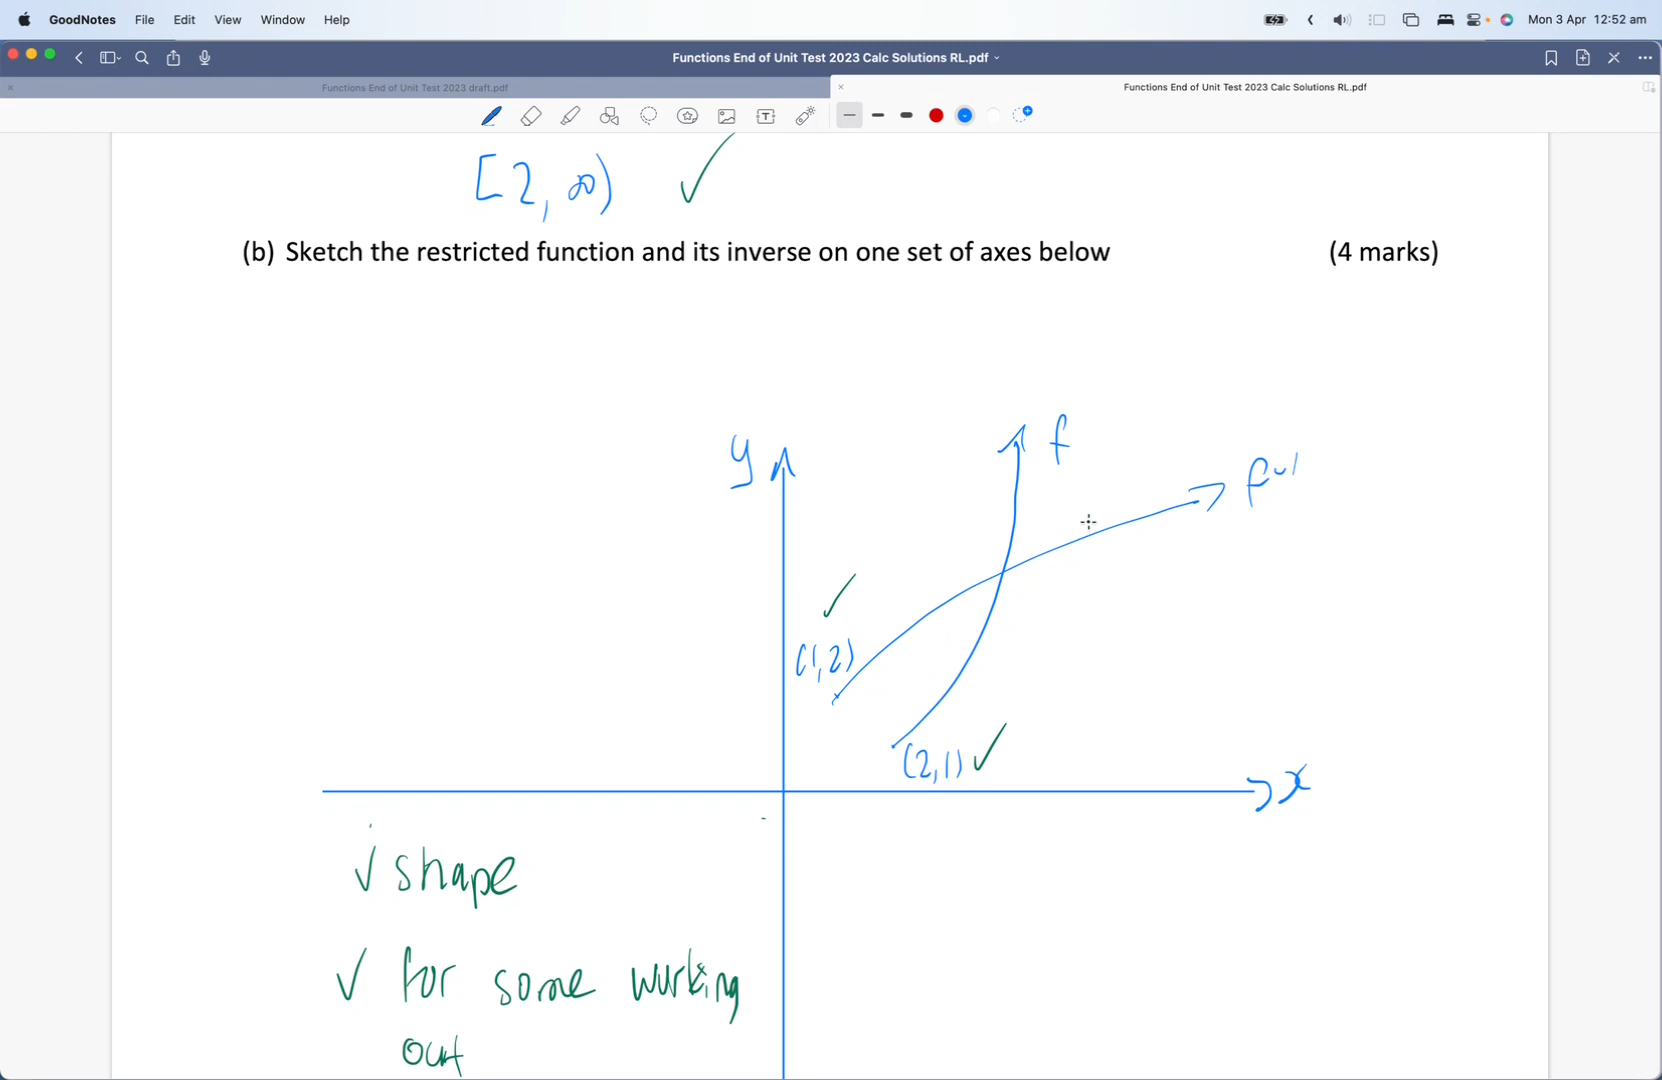 GoodNotes File Edit View Window Help Mon 3 Apr 12:52 am
Functions End of Unit Test 2023 Calc Solutions RL.pdf
Functions End of Unit Test 2023 draft.pdf
Functions End of Unit Test 2023 Calc Solutions RL.pdf
[2, ∞) ✓
(b) Sketch the restricted function and its inverse on one set of axes below (4 marks)
f
y
f^-1
✓
(1,2)
(2,1) ✓
x
✓ shape
✓ for some working
out